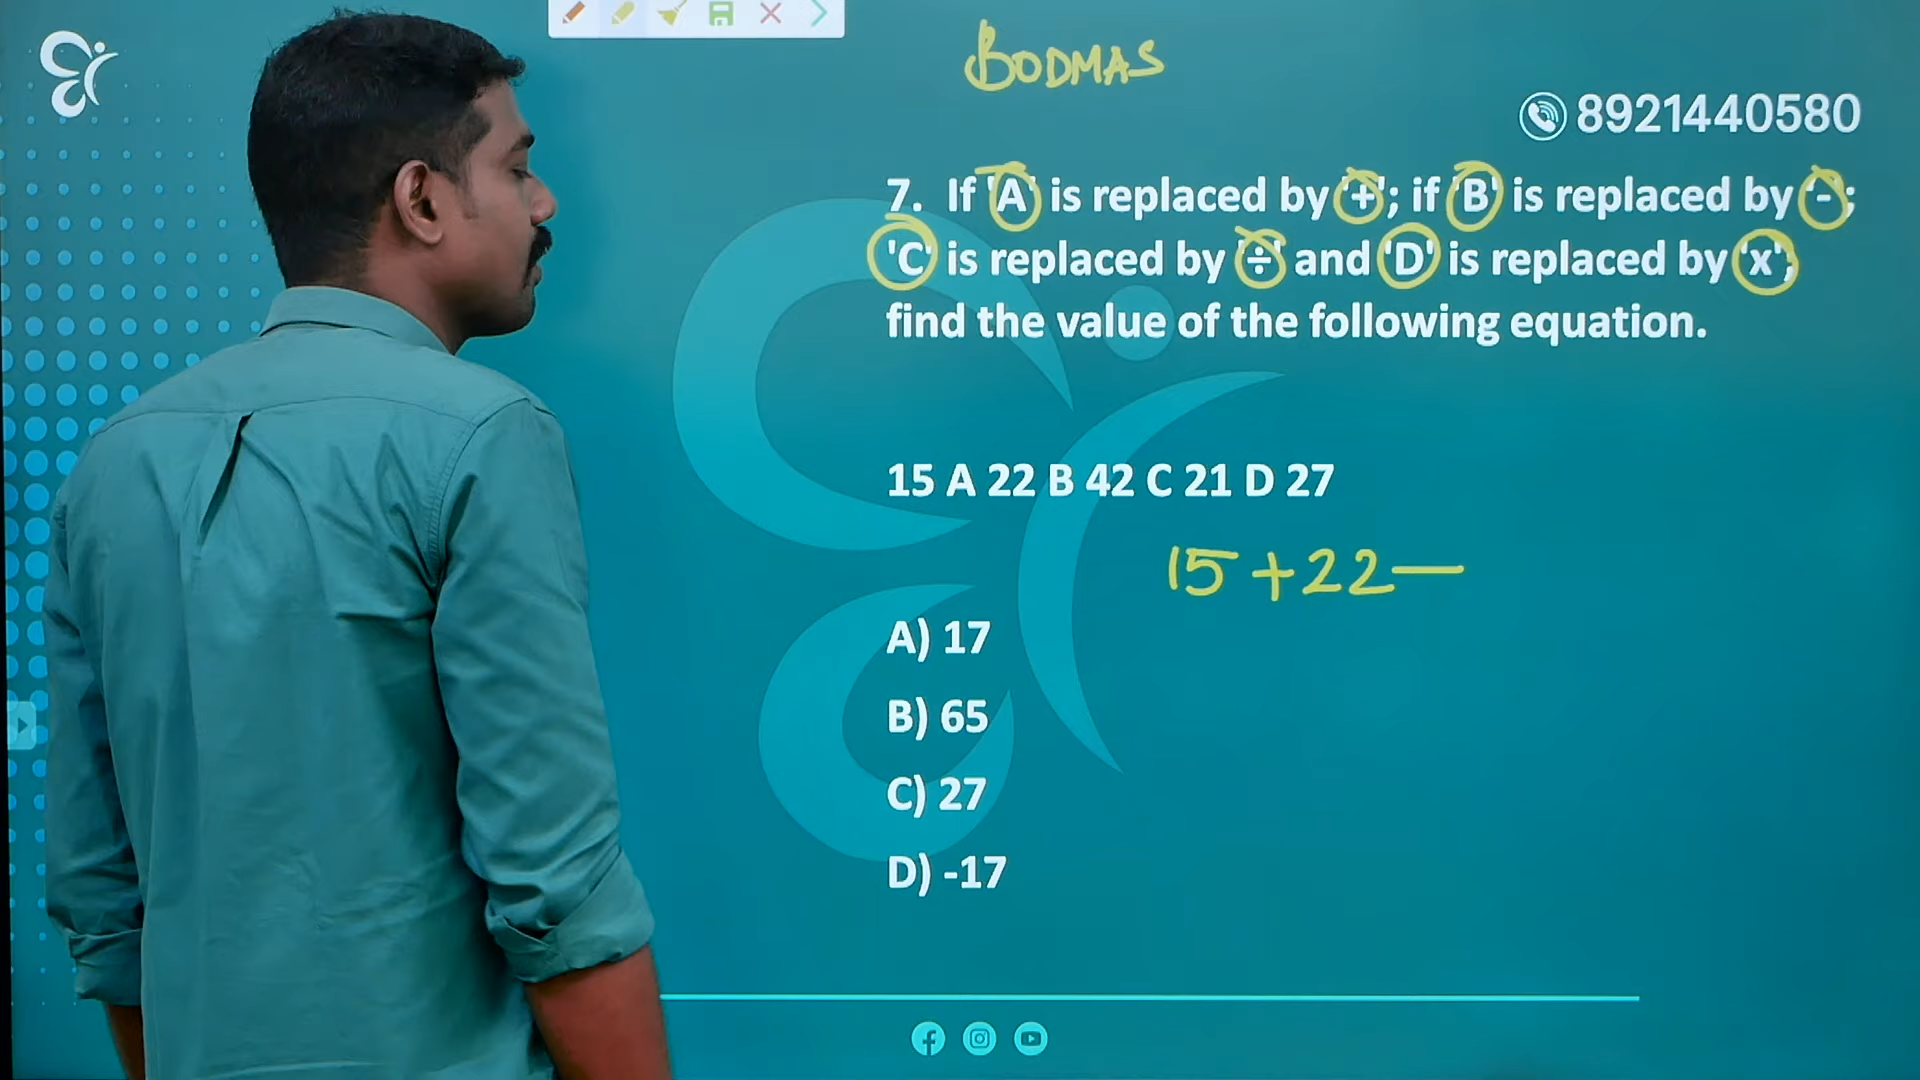 BODMAS
8921440580
7. If 'A' is replaced by '+'; if 'B' is replaced by '-';
'C' is replaced by '÷' and 'D' is replaced by 'x';
find the value of the following equation.
15 A 22 B 42 C 21 D 27
15 + 22 —
A) 17
B) 65
C) 27
D) -17